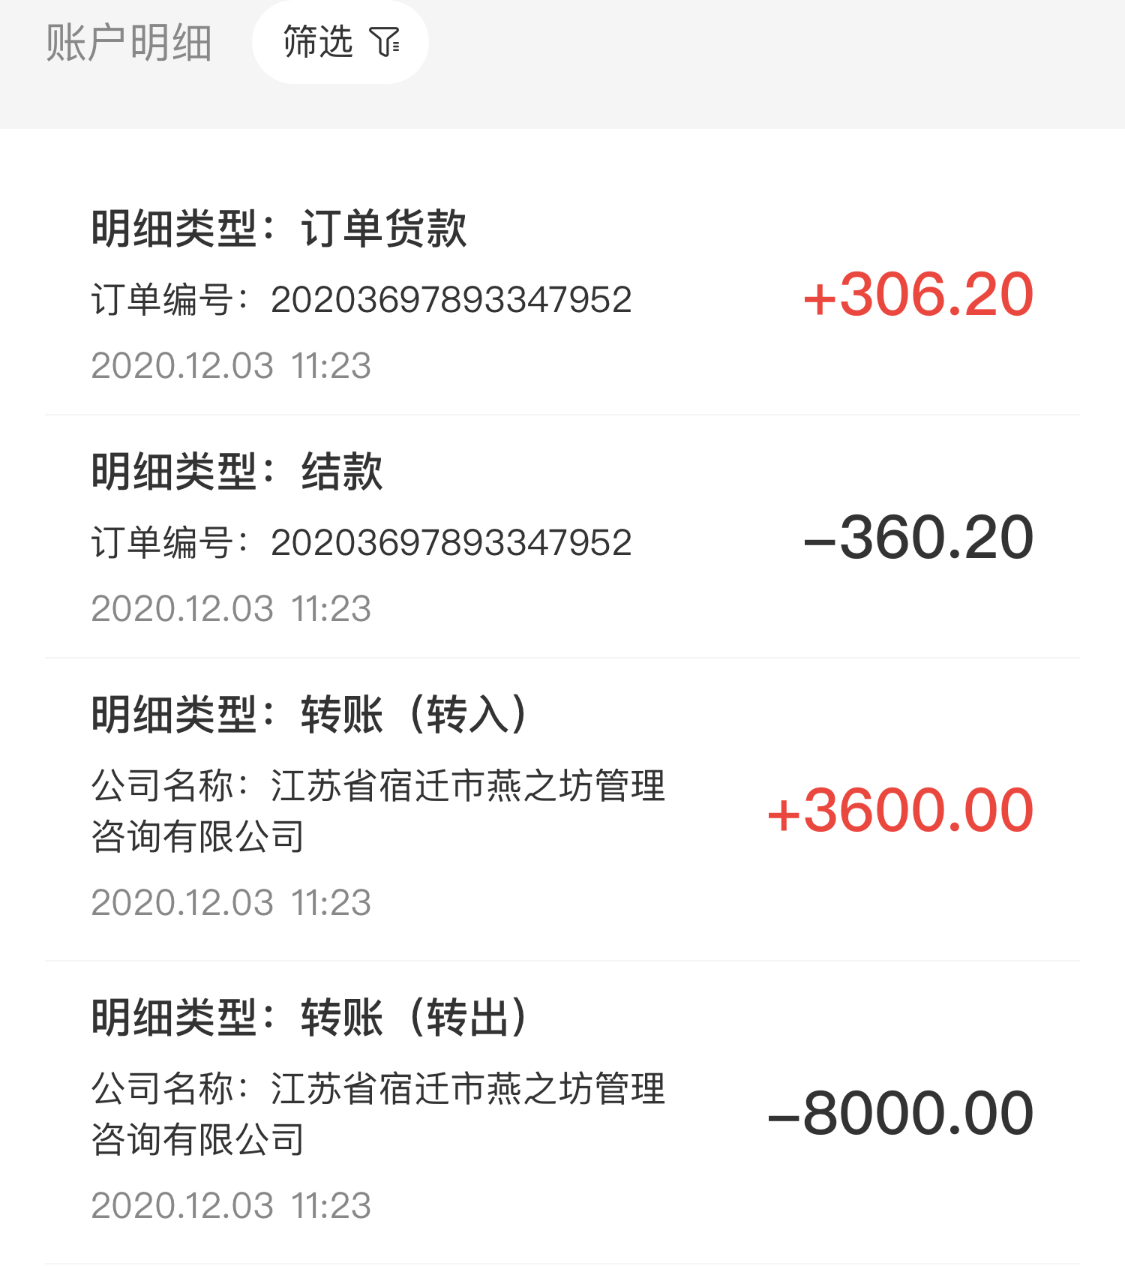 账户明细 筛选
明细类型：订单货款
订单编号：20203697893347952
+306.20
2020.12.03 11:23
明细类型：结款
订单编号：20203697893347952
–360.20
2020.12.03 11:23
明细类型：转账（转入）
公司名称：江苏省宿迁市燕之坊管理
咨询有限公司
+3600.00
2020.12.03 11:23
明细类型：转账（转出）
公司名称：江苏省宿迁市燕之坊管理
咨询有限公司
–8000.00
2020.12.03 11:23